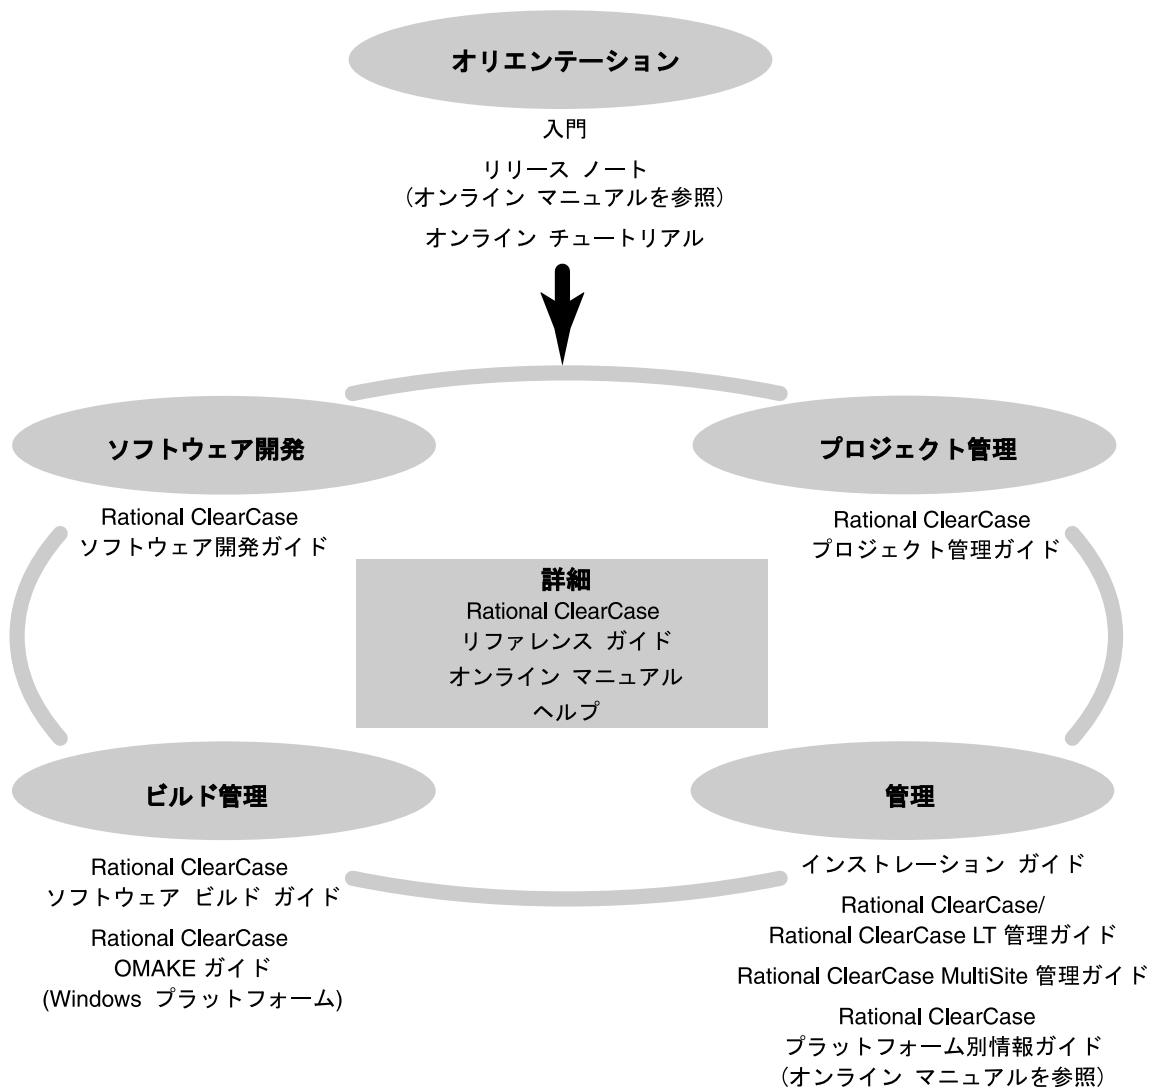 オリエンテーション
入門
リリース ノート
(オンライン マニュアルを参照)
オンライン チュートリアル
ソフトウェア開発
Rational ClearCase
ソフトウェア開発ガイド
プロジェクト管理
Rational ClearCase
プロジェクト管理ガイド
詳細
Rational ClearCase
リファレンス ガイド
オンライン マニュアル
ヘルプ
ビルド管理
Rational ClearCase
ソフトウェア ビルド ガイド
Rational ClearCase
OMAKE ガイド
(Windows プラットフォーム)
管理
インストレーション ガイド
Rational ClearCase/
Rational ClearCase LT 管理ガイド
Rational ClearCase MultiSite 管理ガイド
Rational ClearCase
プラットフォーム別情報ガイド
(オンライン マニュアルを参照)